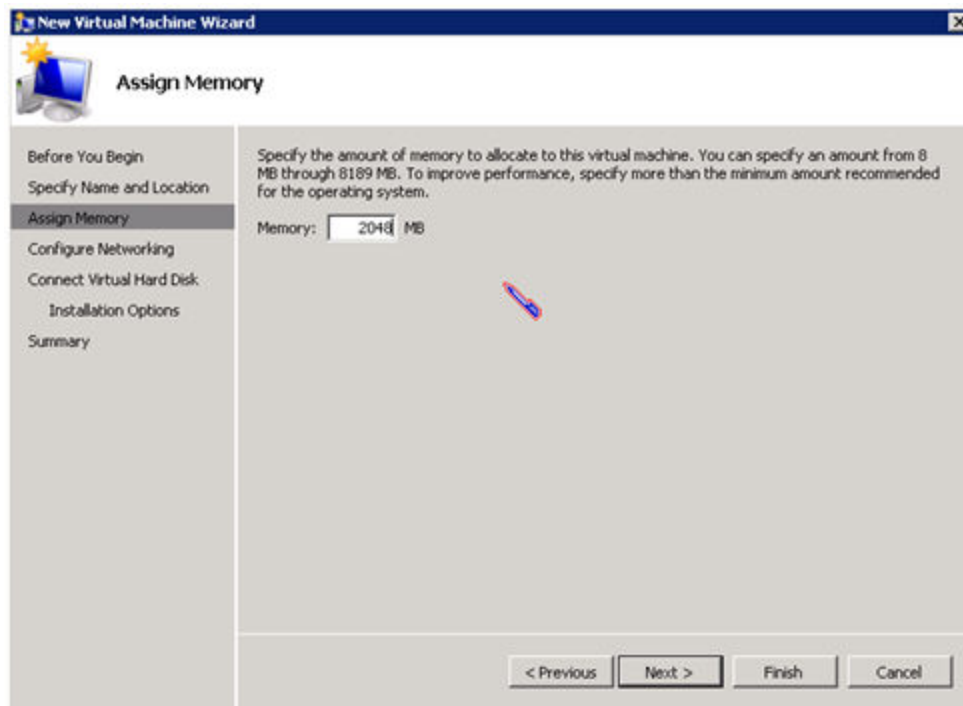 New Virtual Machine Wizard
Assign Memory
Before You Begin
Specify Name and Location
Assign Memory
Configure Networking
Connect Virtual Hard Disk
Installation Options
Summary
Specify the amount of memory to allocate to this virtual machine. You can specify an amount from 8
MB through 8189 MB. To improve performance, specify more than the minimum amount recommended
for the operating system.
Memory: 2048 MB
< Previous Next > Finish Cancel